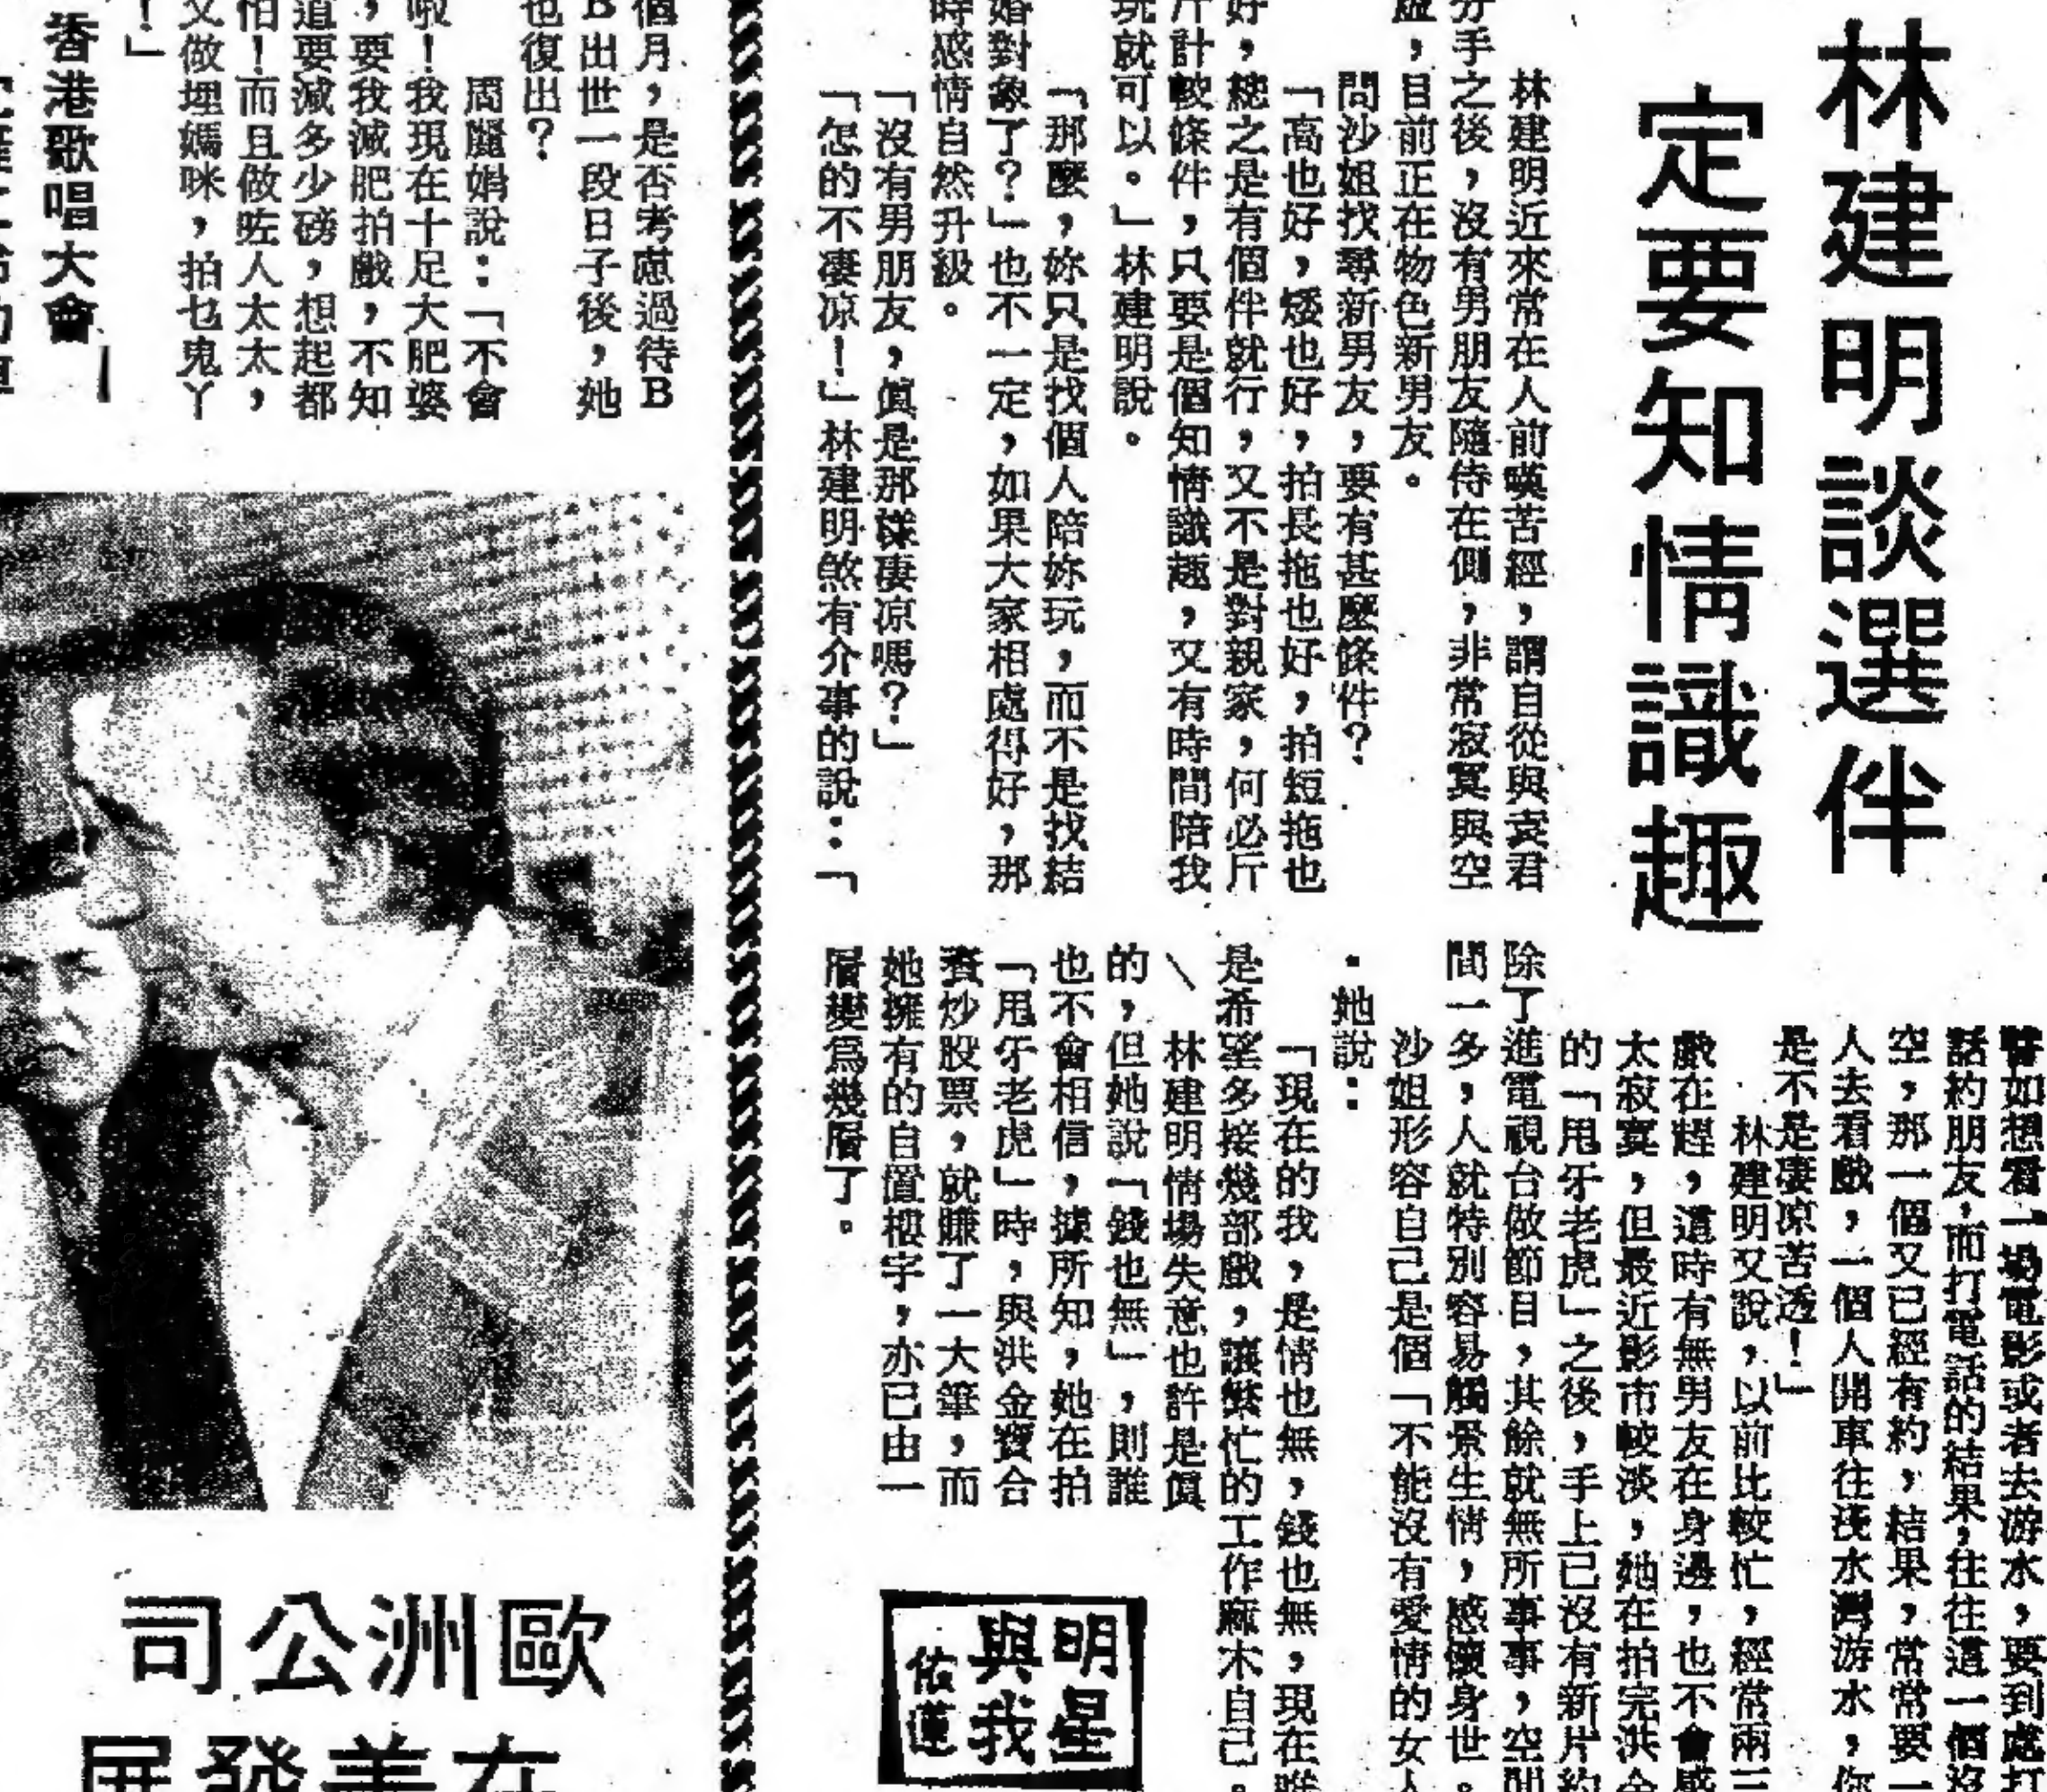 林建明談選伴
定要知情識趣
林建明近來常在人前嘆苦經，謂自從與袁君
分手之後，沒有男朋友隨侍在側，非常寂寞與空
虛，目前正在物色新男友。
問沙姐找尋新男友，要有甚麼條件？
「高也好，矮也好，拍長拖也好，拍短拖也
好，總之是有個伴就行，又不是對親家，何必斤
斤計較條件，只要是個知情識趣，又有時間陪我
玩就可以。」林建明說。
「那麼，妳只是找個人陪妳玩，而不是找結
婚對象了？」也不一定，如果大家相處得好，那
時感情自然升級。
「沒有男朋友，眞是那樣凄凉嗎？」
「怎的不凄凉！」林建明煞有介事的說：「
譬如想看一場電影或者去游水，要到處打
話約朋友，而打電話的結果，往往這一個沒
空，那一個又已經有約，結果，常常要一
人去看戲，一個人開車往淺水灣游水，你
是不是凄凉苦透！」
林建明又說，以前比較忙，經常兩三
戲在趕，這時有無男友在身邊，也不會感
太寂寞，但最近影市較淡，她在拍完洪金
的「甩牙老虎」之後，手上已沒有新片約
除了進電視台做節目，其餘就無所事事，空閒
間一多，人就特別容易觸景生情，感懷身世。
沙姐形容自己是個「不能沒有愛情的女人
．她說：
「現在的我，是情也無，錢也無，現在唯
是希望多接幾部戲，讓繁忙的工作麻木自己。
＼　林建明情場失意也許是眞
的，但她說「錢也無」，則誰
也不會相信，據所知，她在拍
「甩牙老虎」時，與洪金寶合
資炒股票，就賺了一大筆，而
她擁有的自置樓宇，亦已由一
層變爲幾層了。
明星
與我
佑蓮
個月，是否考慮過待B
B出世一段日子後，她
也復出？
周麗娟說：「不會
啦！我現在十足大肥婆
，要我減肥拍戲，不知
道要減多少磅，想起都
怕！而且做咗人太太，
又做埋媽咪，拍乜鬼丫
！」
香港歌唱大會
歐洲公司
在美發展